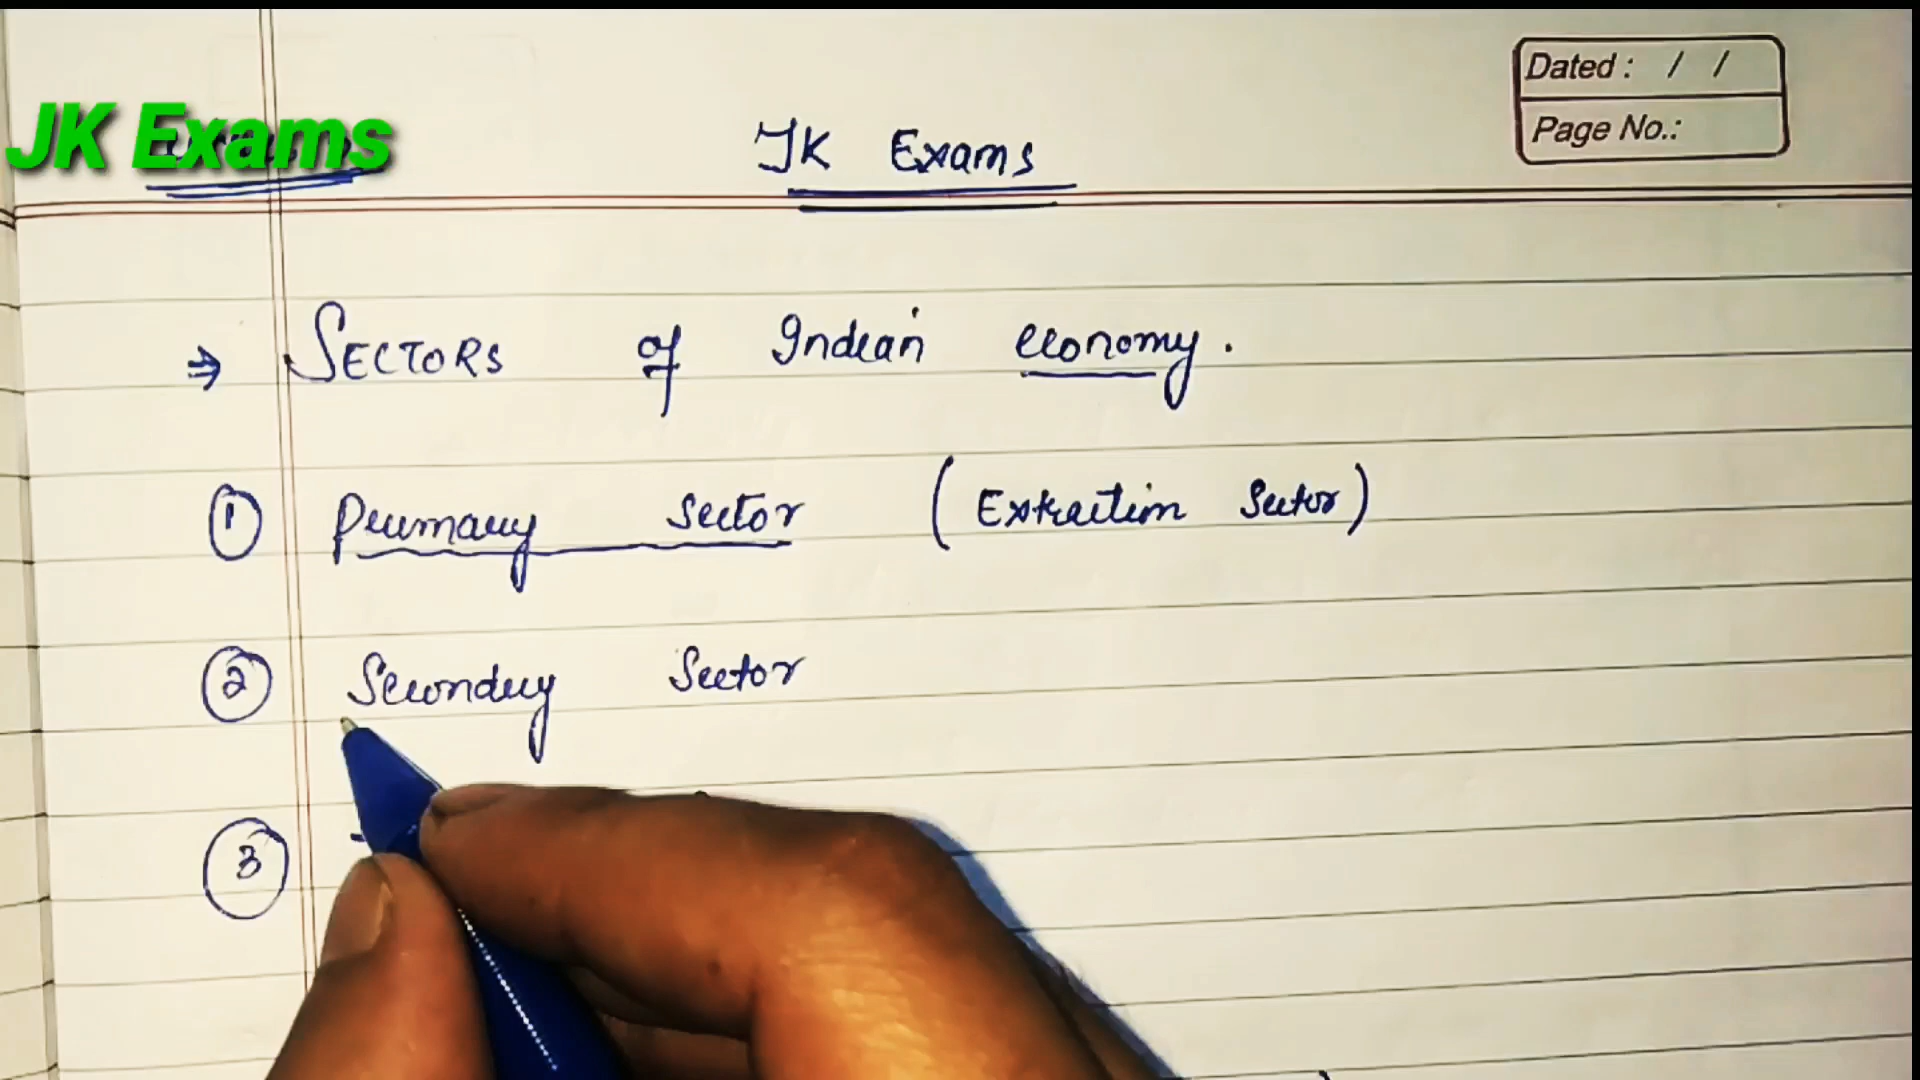 Dated : / /
Page No.:
JK Exams
JK Exams
⇒ SECTORS of Indian economy.
① Primary sector (Extraction Sector)
② Secondary Sector
③